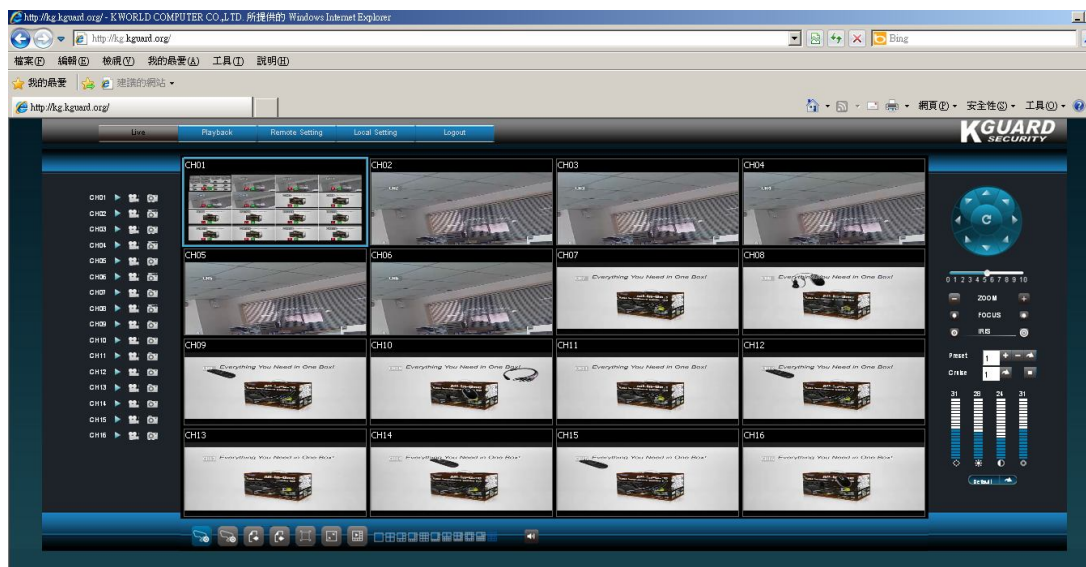 http://kg.kguard.org/ - KWORLD COMPUTER CO.,LTD. 所提供的 Windows Internet Explorer
http://kg.kguard.org/
Bing
檔案(F) 編輯(E) 檢視(V) 我的最愛(A) 工具(T) 說明(H)
我的最愛 建議的網站
http://kg.kguard.org/
網頁(P) 安全性(S) 工具(O)
Live Playback Remote Setting Local Setting Logout
KGUARD
SECURITY
CH01 CH02 CH03 CH04
CH05 CH06 CH07 CH08
Everything You Need in One Box!
Everything You Need in One Box!
CH09 CH10 CH11 CH12
Everything You Need in One Box!
Everything You Need in One Box!
Everything You Need in One Box!
Everything You Need in One Box!
CH13 CH14 CH15 CH16
Everything You Need in One Box!
Everything You Need in One Box!
Everything You Need in One Box!
Everything You Need in One Box!
CH01
CH02
CH03
CH04
CH05
CH06
CH07
CH08
CH09
CH10
CH11
CH12
CH13
CH14
CH15
CH16
0 1 2 3 4 5 6 7 8 9 10
ZOOM
FOCUS
IRIS
Preset 1
Cruise 1
31 28 24 31
Default